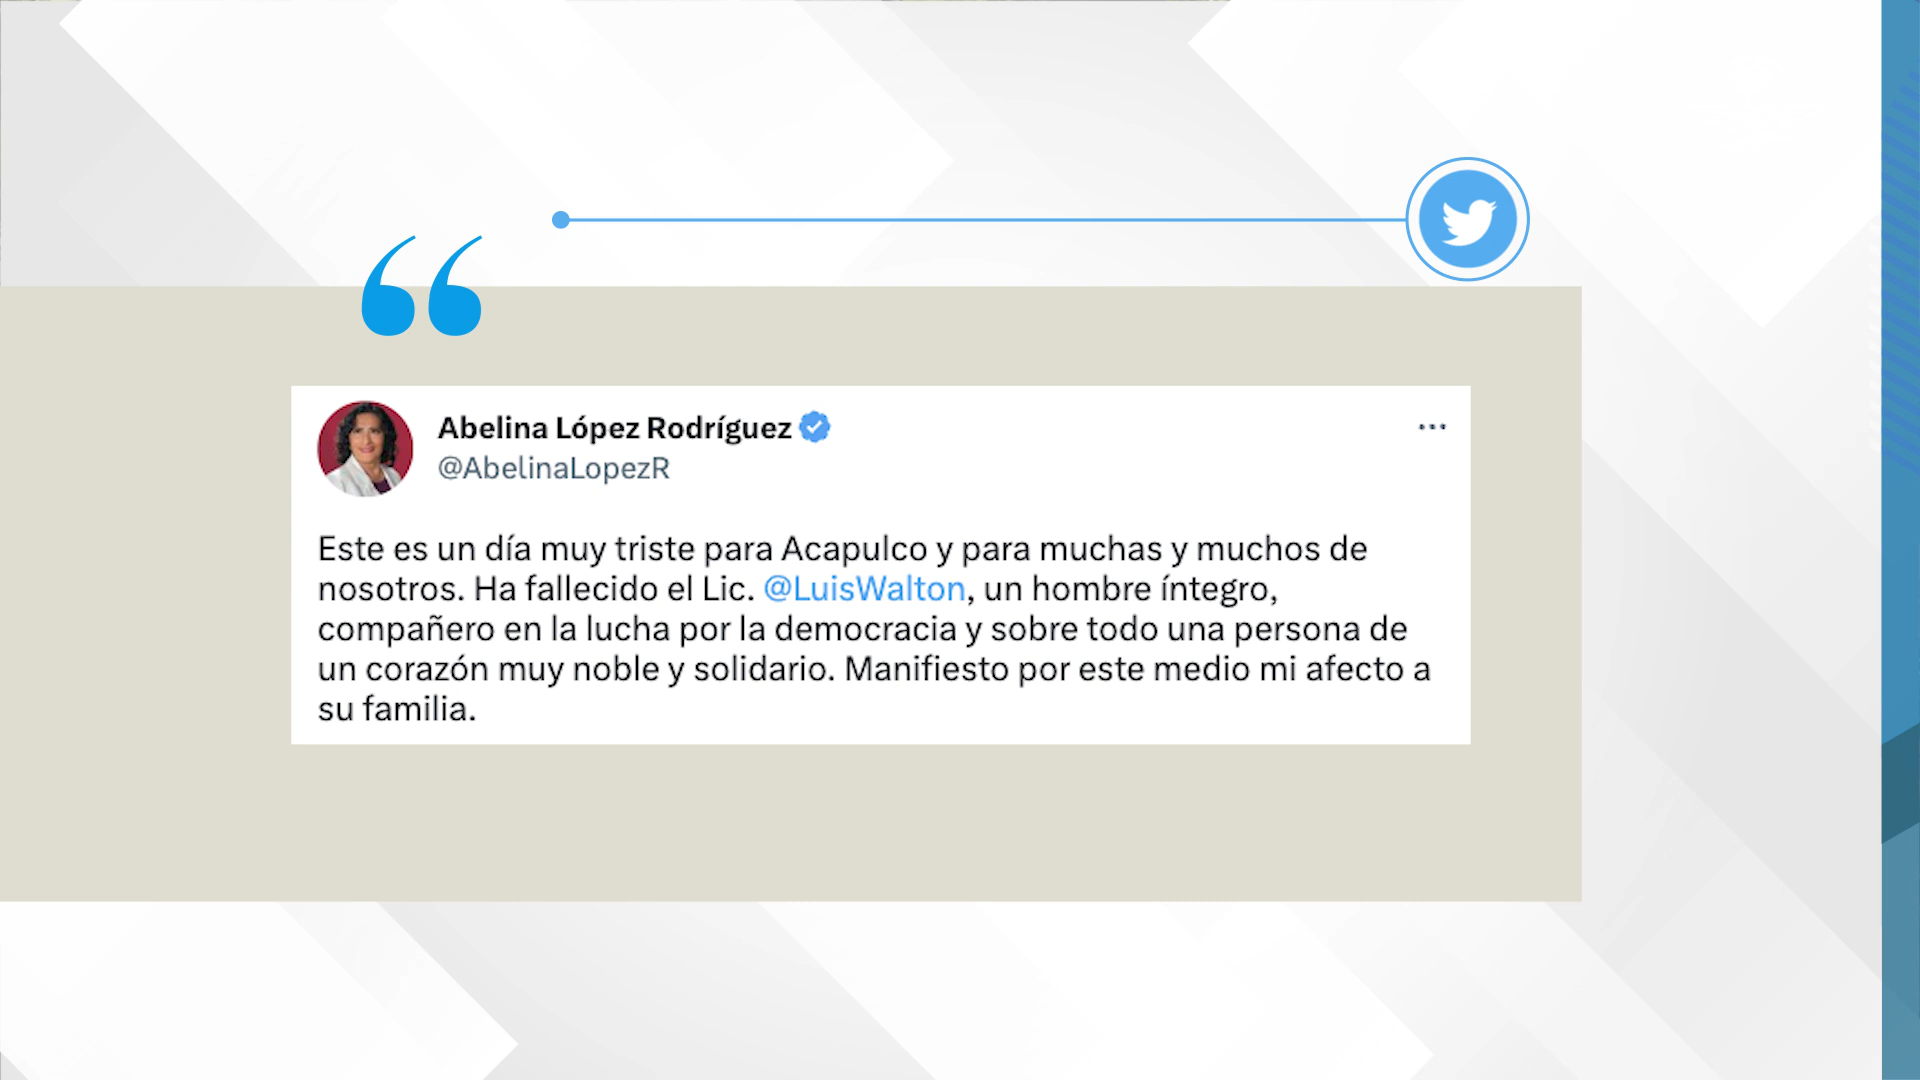 “
Abelina López Rodríguez
@AbelinaLopezR
Este es un día muy triste para Acapulco y para muchas y muchos de
nosotros. Ha fallecido el Lic. @LuisWalton, un hombre íntegro,
compañero en la lucha por la democracia y sobre todo una persona de
un corazón muy noble y solidario. Manifiesto por este medio mi afecto a
su familia.